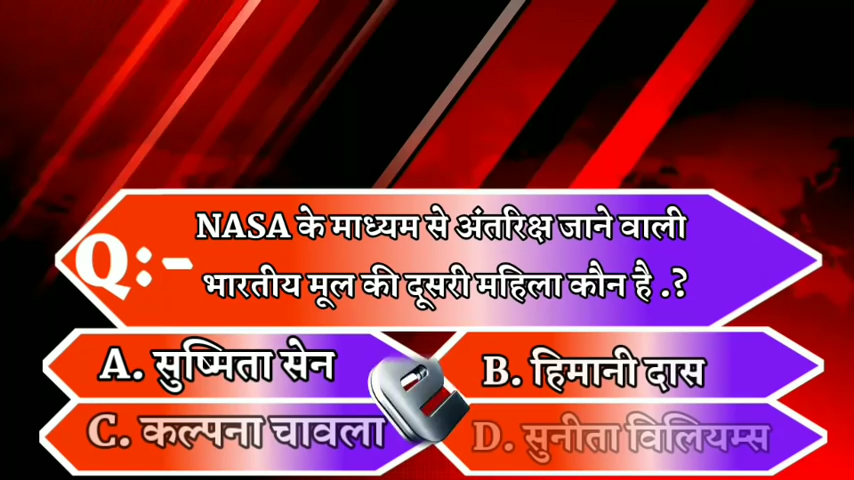 Q:-
NASA के माध्यम से अंतरिक्ष जाने वाली
भारतीय मूल की दूसरी महिला कौन है .?
A. सुष्मिता सेन
B. हिमानी दास
C. कल्पना चावला
D. सुनीता विलियम्स